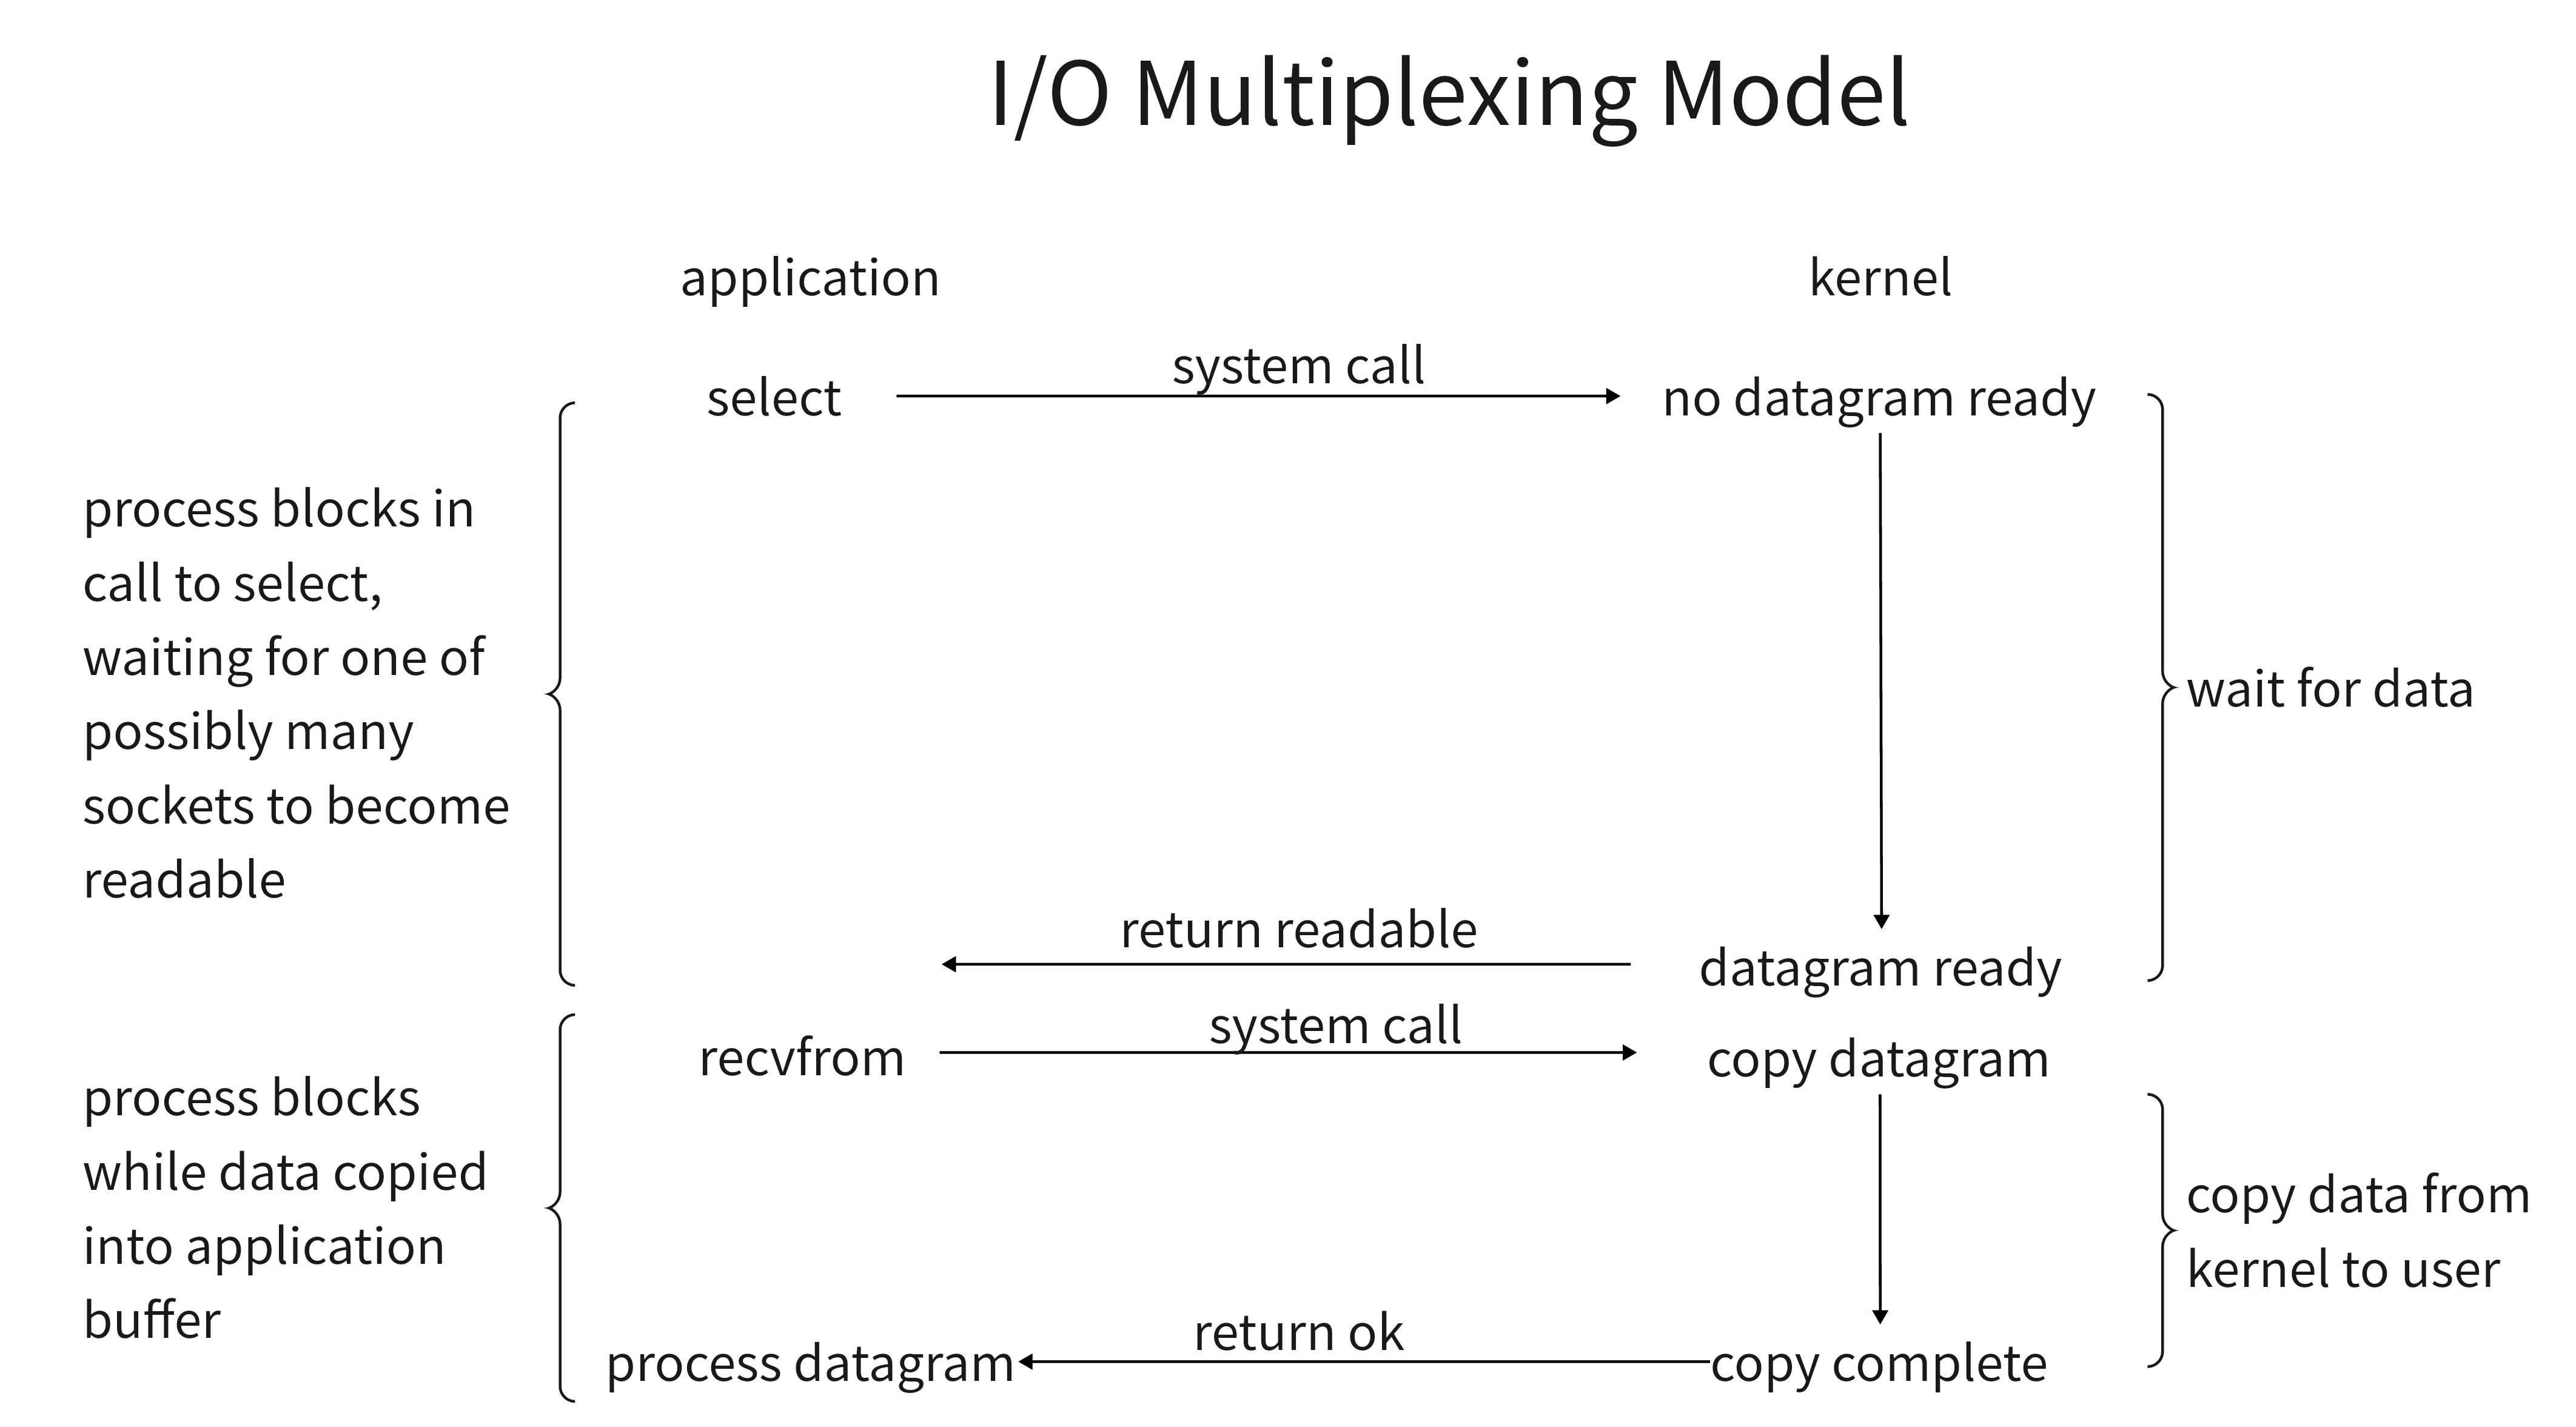 I/O Multiplexing Model
application
kernel
system call
select
no datagram ready
process blocks in
call to select,
waiting for one of
possibly many
sockets to become
readable
wait for data
return readable
datagram ready
system call
recvfrom
copy datagram
process blocks
while data copied
into application
buffer
copy data from
kernel to user
return ok
process datagram
copy complete